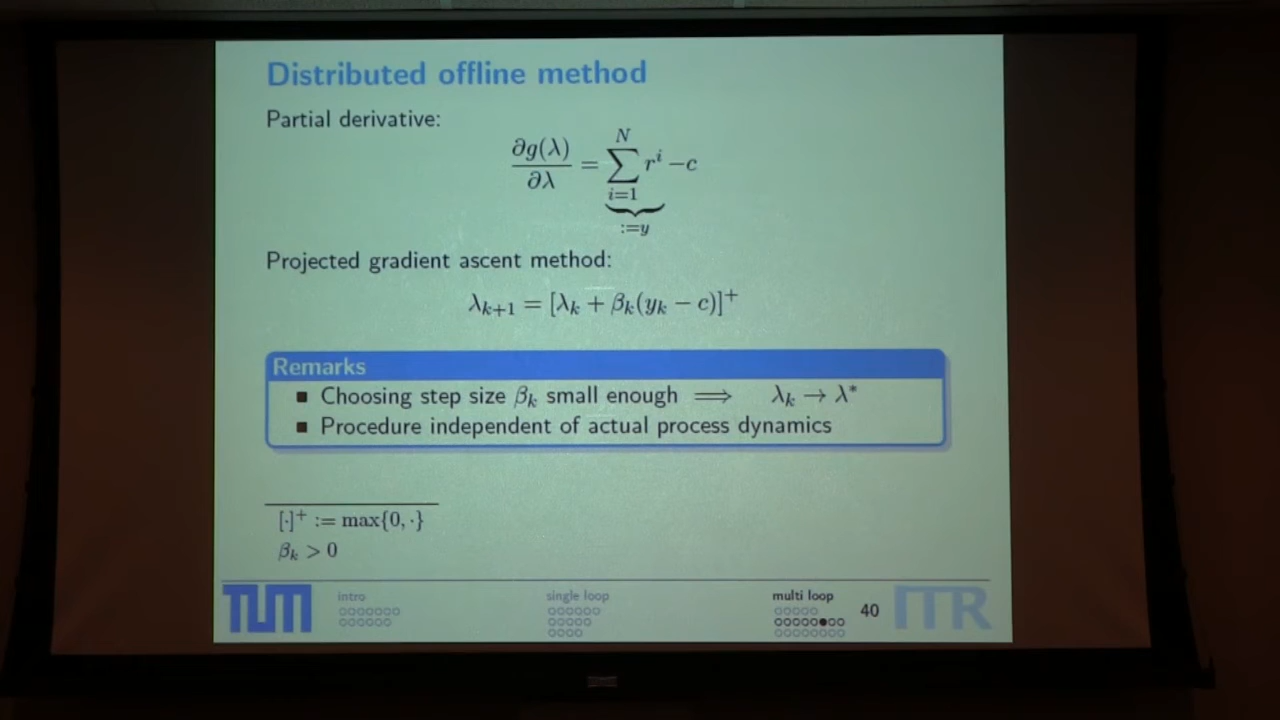 Distributed offline method
Partial derivative:
∂g(λ)/∂λ = ∑_{i=1}^{N} r^i − c
:=y
Projected gradient ascent method:
λ_{k+1} = [λ_k + β_k(y_k − c)]^+
Remarks
■ Choosing step size β_k small enough ⟹ λ_k → λ*
■ Procedure independent of actual process dynamics
[·]^+ := max{0, ·}
β_k > 0
TUM intro single loop multi loop 40 ITR